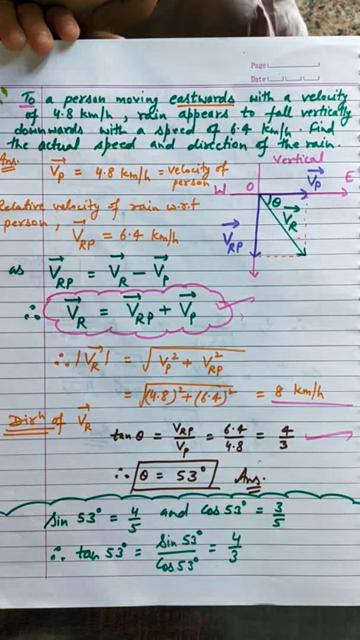 Page:
Date:
To a person moving eastwards with a velocity
of 4.8 km/h, rain appears to fall vertically
downwards with a speed of 6.4 km/h. Find
the actual speed and direction of the rain.
Ans.
V⃗p = 4.8 km/h = velocity of
person
Relative velocity of rain w.r.t
person, V⃗RP = 6.4 km/h
Vertical
W O V⃗p E
θ
V⃗R
V⃗RP
as V⃗RP = V⃗R − V⃗p
∴ V⃗R = V⃗RP + V⃗p
∴ |V⃗R| = √(Vp² + VRP²)
= √((4.8)² + (6.4)²) = 8 km/h
Dirⁿ of V⃗R
tanθ = VRP/Vp = 6.4/4.8 = 4/3
∴ θ = 53° Ans.
sin 53° = 4/5 and cos 53° = 3/5
∴ tan 53° = sin 53°/cos 53° = 4/3